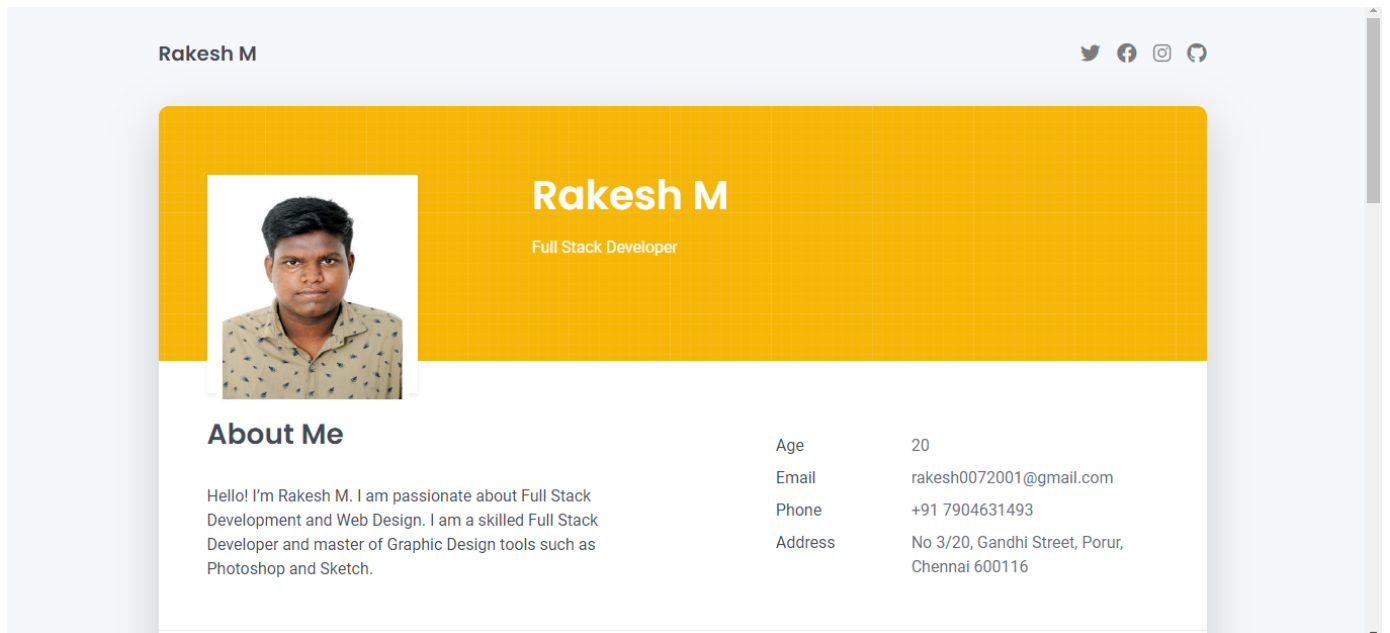 Rakesh M
Rakesh M
Full Stack Developer
About Me
Hello! I'm Rakesh M. I am passionate about Full Stack
Development and Web Design. I am a skilled Full Stack
Developer and master of Graphic Design tools such as
Photoshop and Sketch.
Age 20
Email rakesh0072001@gmail.com
Phone +91 7904631493
Address No 3/20, Gandhi Street, Porur,
Chennai 600116